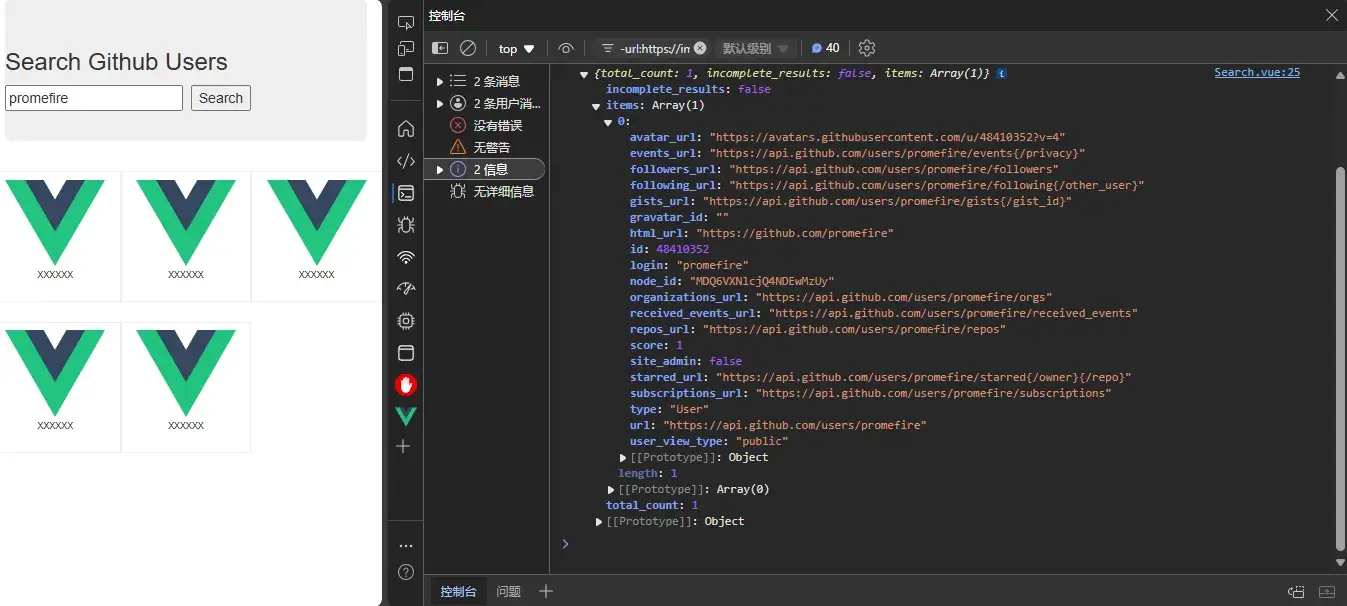 Search Github Users
promefire
Search
xxxxxx
xxxxxx
xxxxxx
xxxxxx
xxxxxx
控制台
top
-url:https://in
默认级别
40
2 条消息
2 条用户消...
没有错误
无警告
2 信息
无详细信息
{total_count: 1, incomplete_results: false, items: Array(1)} i
Search.vue:25
incomplete_results: false
items: Array(1)
0:
avatar_url: "https://avatars.githubusercontent.com/u/48410352?v=4"
events_url: "https://api.github.com/users/promefire/events{/privacy}"
followers_url: "https://api.github.com/users/promefire/followers"
following_url: "https://api.github.com/users/promefire/following{/other_user}"
gists_url: "https://api.github.com/users/promefire/gists{/gist_id}"
gravatar_id: ""
html_url: "https://github.com/promefire"
id: 48410352
login: "promefire"
node_id: "MDQ6VXNlcjQ4NDEwMzUy"
organizations_url: "https://api.github.com/users/promefire/orgs"
received_events_url: "https://api.github.com/users/promefire/received_events"
repos_url: "https://api.github.com/users/promefire/repos"
score: 1
site_admin: false
starred_url: "https://api.github.com/users/promefire/starred{/owner}{/repo}"
subscriptions_url: "https://api.github.com/users/promefire/subscriptions"
type: "User"
url: "https://api.github.com/users/promefire"
user_view_type: "public"
[[Prototype]]: Object
length: 1
[[Prototype]]: Array(0)
total_count: 1
[[Prototype]]: Object
控制台
问题